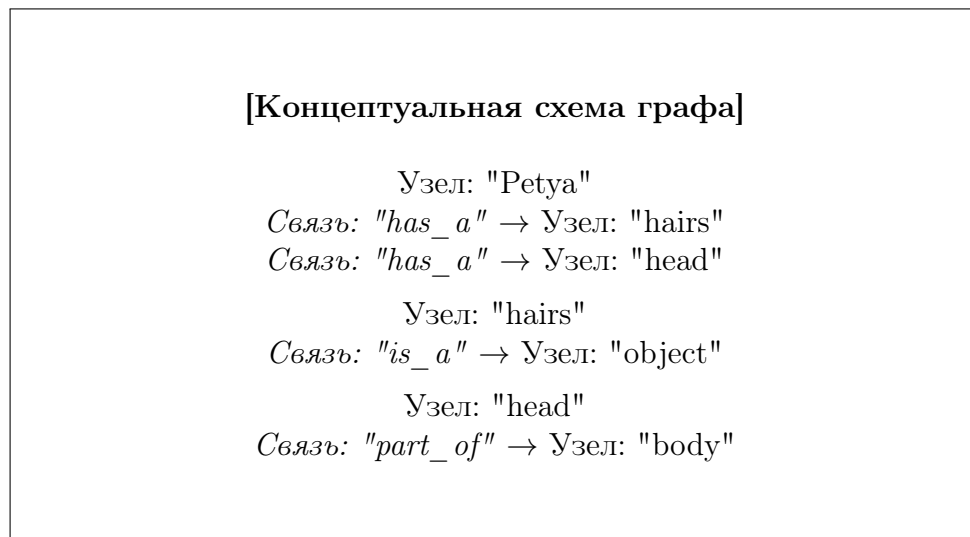 [Концептуальная схема графа]
Узел: "Petya"
Связь: "has_a" → Узел: "hairs"
Связь: "has_a" → Узел: "head"
Узел: "hairs"
Связь: "is_a" → Узел: "object"
Узел: "head"
Связь: "part_of" → Узел: "body"